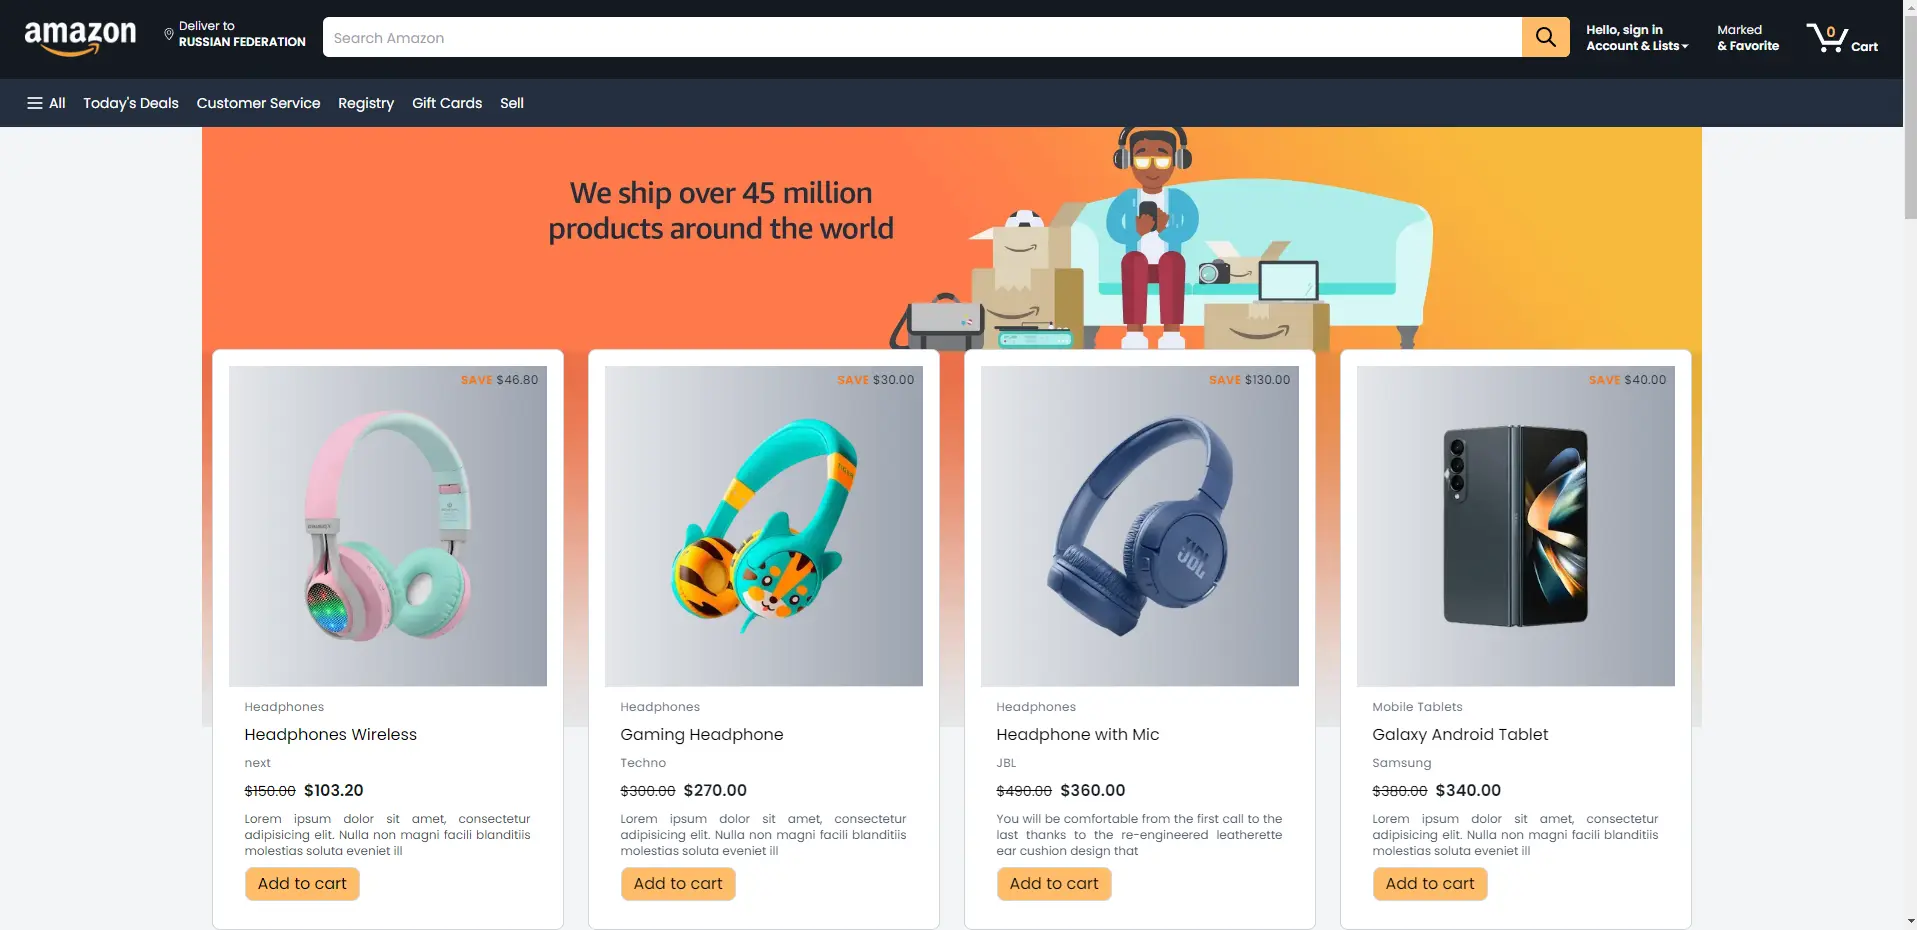 amazon
Deliver to
RUSSIAN FEDERATION
Search Amazon
Hello, sign in
Account & Lists
Marked
& Favorite
0
Cart
All
Today's Deals
Customer Service
Registry
Gift Cards
Sell
We ship over 45 million
products around the world
SAVE $46.80
Headphones
Headphones Wireless
next
$150.00 $103.20
Lorem ipsum dolor sit amet, consectetur
adipisicing elit. Nulla non magni facili blanditiis
molestias soluta eveniet ill
Add to cart
SAVE $30.00
TIGER
Headphones
Gaming Headphone
Techno
$300.00 $270.00
Lorem ipsum dolor sit amet, consectetur
adipisicing elit. Nulla non magni facili blanditiis
molestias soluta eveniet ill
Add to cart
SAVE $130.00
JBL
Headphones
Headphone with Mic
JBL
$490.00 $360.00
You will be comfortable from the first call to the
last thanks to the re-engineered leatherette
ear cushion design that
Add to cart
SAVE $40.00
Mobile Tablets
Galaxy Android Tablet
Samsung
$380.00 $340.00
Lorem ipsum dolor sit amet, consectetur
adipisicing elit. Nulla non magni facili blanditiis
molestias soluta eveniet ill
Add to cart